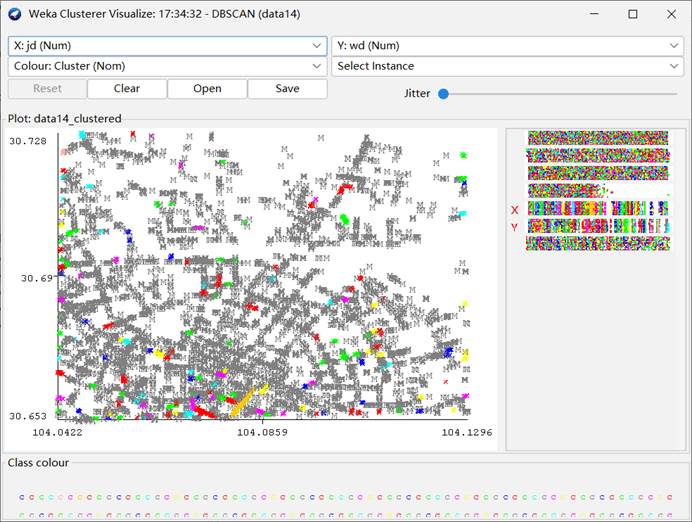 Weka Clusterer Visualize: 17:34:32 - DBSCAN (data14)
X: jd (Num) Y: wd (Num)
Colour: Cluster (Nom) Select Instance
Reset Clear Open Save Jitter
Plot: data14_clustered
30.728
X
Y
30.69
30.653
104.0422 104.0859 104.1296
Class colour